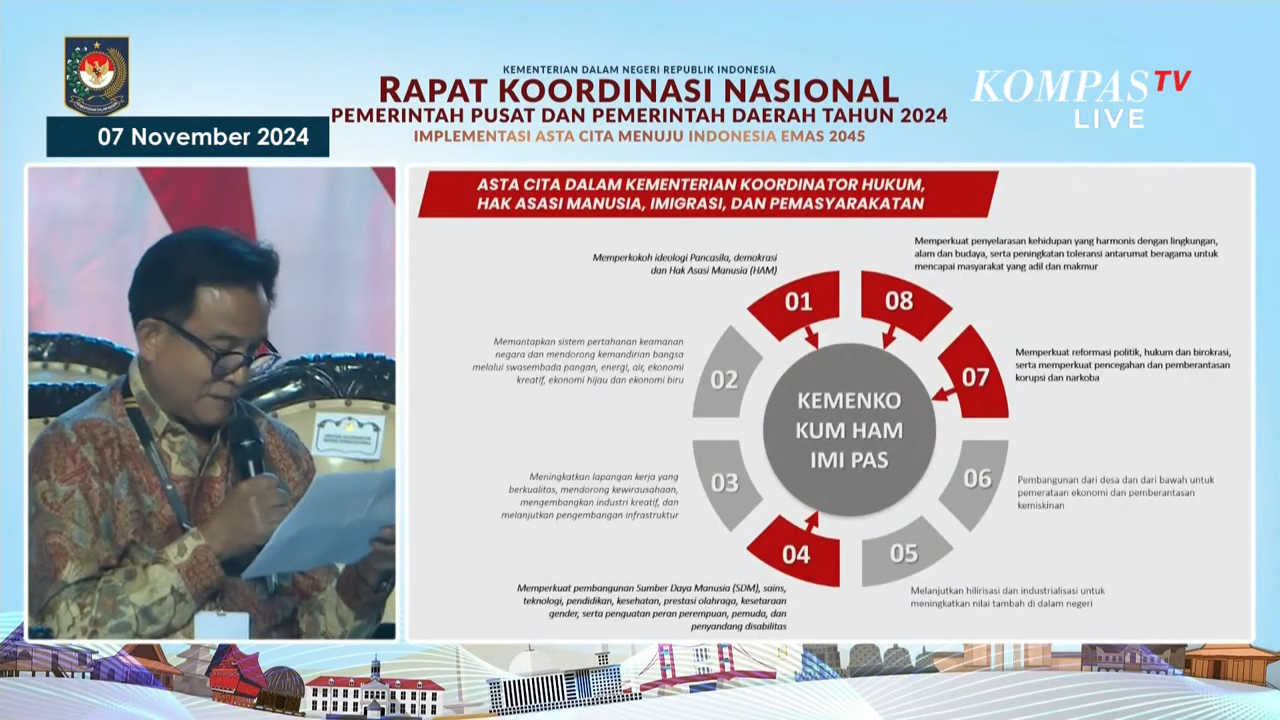 KEMENTERIAN DALAM NEGERI REPUBLIK INDONESIA
RAPAT KOORDINASI NASIONAL
PEMERINTAH PUSAT DAN PEMERINTAH DAERAH TAHUN 2024
IMPLEMENTASI ASTA CITA MENUJU INDONESIA EMAS 2045
KOMPAS TV
LIVE
07 November 2024
ASTA CITA DALAM KEMENTERIAN KOORDINATOR HUKUM,
HAK ASASI MANUSIA, IMIGRASI, DAN PEMASYARAKATAN
Memperkokoh ideologi Pancasila, demokrasi
dan Hak Asasi Manusia (HAM)
01
Memantapkan sistem pertahanan keamanan
negara dan mendorong kemandirian bangsa
melalui swasembada pangan, energi, air, ekonomi
kreatif, ekonomi hijau dan ekonomi biru
02
Meningkatkan lapangan kerja yang
berkualitas, mendorong kewirausahaan,
mengembangkan industri kreatif, dan
melanjutkan pengembangan infrastruktur
03
04
Memperkuat pembangunan Sumber Daya Manusia (SDM), sains,
teknologi, pendidikan, kesehatan, prestasi olahraga, kesetaraan
gender, serta penguatan peran perempuan, pemuda, dan
penyandang disabilitas
KEMENKO
KUM HAM
IMI PAS
Memperkuat penyelarasan kehidupan yang harmonis dengan lingkungan,
alam dan budaya, serta peningkatan toleransi antarumat beragama untuk
mencapai masyarakat yang adil dan makmur
08
Memperkuat reformasi politik, hukum dan birokrasi,
serta memperkuat pencegahan dan pemberantasan
korupsi dan narkoba
07
06
Pembangunan dari desa dan dari bawah untuk
pemerataan ekonomi dan pemberantasan
kemiskinan
05
Melanjutkan hilirisasi dan industrialisasi untuk
meningkatkan nilai tambah di dalam negeri